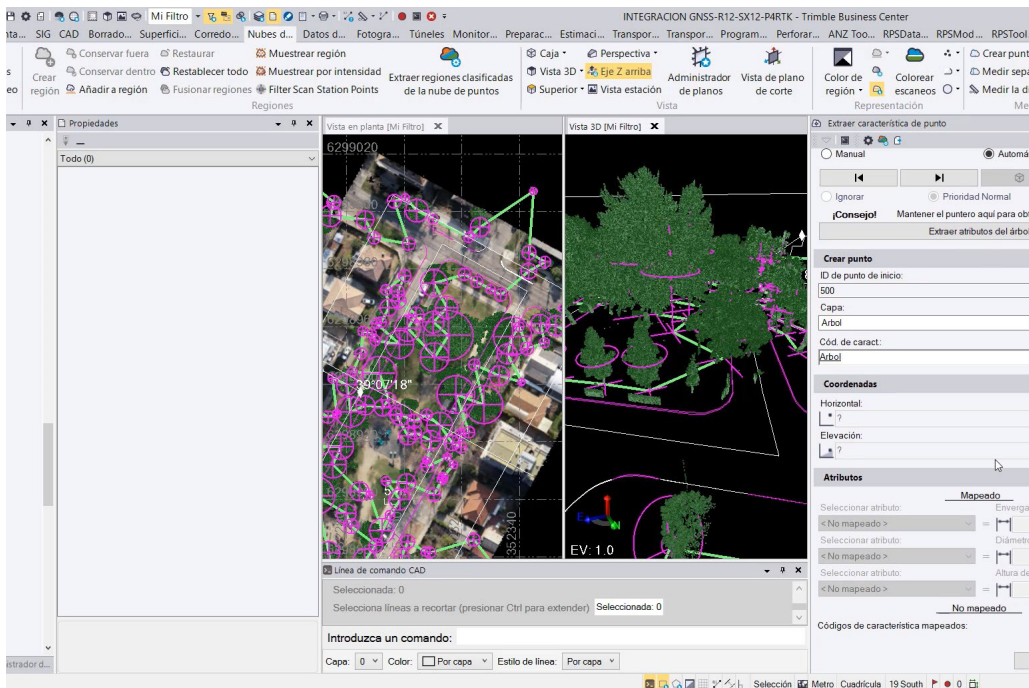 Mi Filtro
INTEGRACION GNSS-R12-SX12-P4RTK - Trimble Business Center
nta... SIG CAD Borrado... Superfici... Corredo... Nubes d... Datos d... Fotogra... Túneles Monitor... Preparac... Estimaci... Transpor... Transpor... Program... Perforar... ANZ Too... RPSData... RPSMod... RPSTool
Conservar fuera Restaurar Muestrear región
Conservar dentro Restablecer todo Muestrear por intensidad
Añadir a región Fusionar regiones Filter Scan Station Points
Crear región
Extraer regiones clasificadas de la nube de puntos
Regiones
Caja Perspectiva
Vista 3D Eje Z arriba
Superior Vista estación
Administrador de planos
Vista de plano de corte
Vista
Color de región
Colorear escaneos
Representación
Crear punt
Medir sepa
Medir la di
Me
Propiedades
Todo (0)
Vista en planta [Mi Filtro]
6299020
39°07'18"
352340
Vista 3D [Mi Filtro]
E
N
EV: 1.0
Extraer característica de punto
Manual Automá
Ignorar Prioridad Normal
¡Consejo! Mantener el puntero aquí para obt
Extraer atributos del árbol
Crear punto
ID de punto de inicio:
500
Capa:
Arbol
Cód. de caract.:
Arbol
Coordenadas
Horizontal:
?
Elevación:
?
Atributos
Mapeado
Seleccionar atributo: Enverga
< No mapeado > =
Seleccionar atributo: Diámetro
< No mapeado > =
Seleccionar atributo: Altura de
< No mapeado > =
No mapeado
Códigos de característica mapeados:
Línea de comando CAD
Seleccionada: 0
Selecciona líneas a recortar (presionar Ctrl para extender) Seleccionada: 0
Introduzca un comando:
Capa: 0 Color: Por capa Estilo de línea: Por capa
istrador d...
Selección Metro Cuadrícula 19 South 0